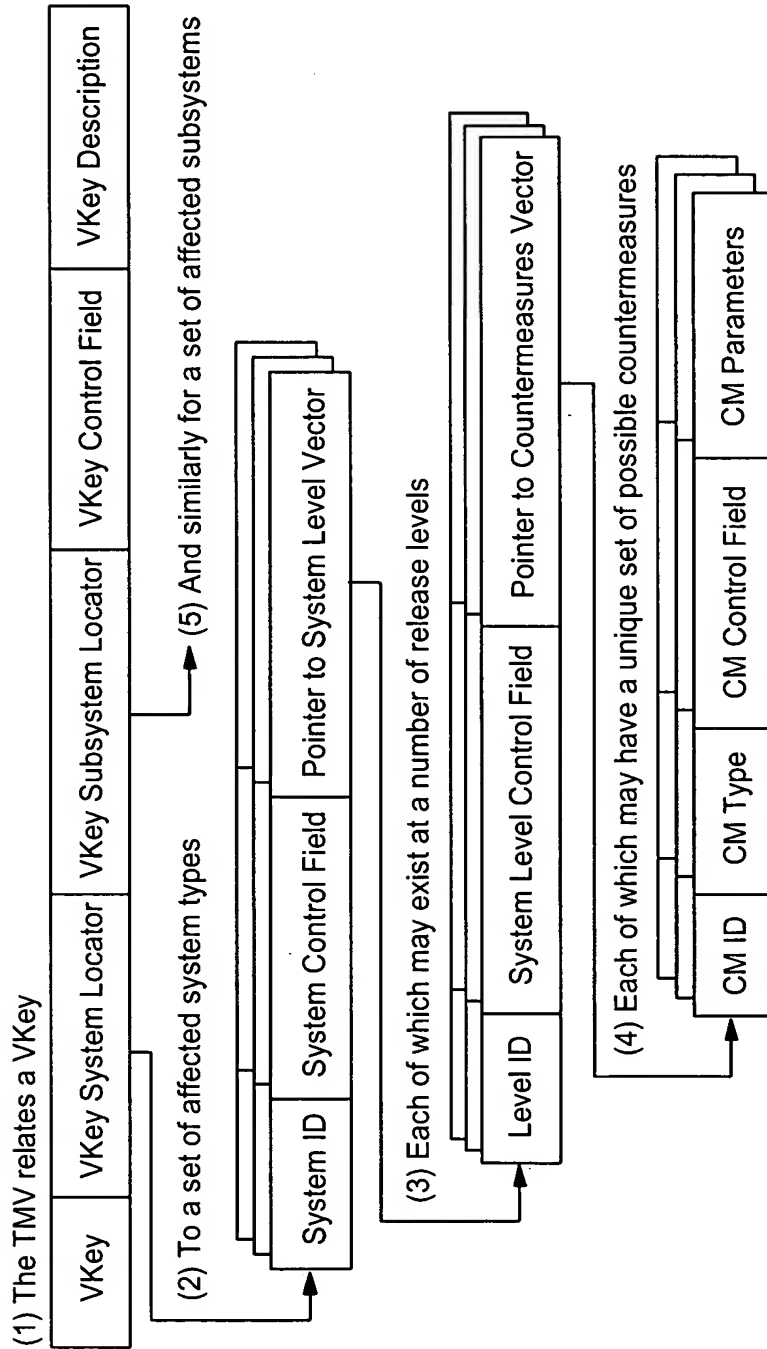 (1) The TMV relates a VKey
VKey VKey System Locator VKey Subsystem Locator VKey Control Field VKey Description
(2) To a set of affected system types
(5) And similarly for a set of affected subsystems
System ID System Control Field Pointer to System Level Vector
(3) Each of which may exist at a number of release levels
Level ID System Level Control Field Pointer to Countermeasures Vector
(4) Each of which may have a unique set of possible countermeasures
CM ID CM Type CM Control Field CM Parameters